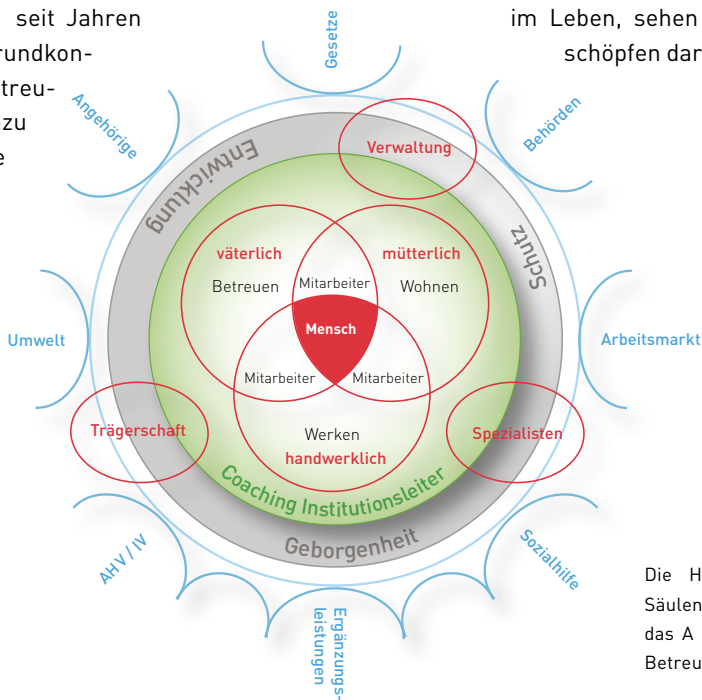 seit Jahren
rundkon-
treu-
zu
e
im Leben, sehen
schöpfen dar
Gesetze
Angehörige
Behörden
Verwaltung
Entwicklung
Schutz
väterlich
mütterlich
Betreuen
Mitarbeiter
Wohnen
Mensch
Umwelt
Arbeitsmarkt
Mitarbeiter
Mitarbeiter
Trägerschaft
Werken
Spezialisten
handwerklich
Coaching Institutionsleiter
Geborgenheit
AHV / IV
Sozialhilfe
Ergänzungs-
leistungen
Die H
Säulen
das A
Betreu